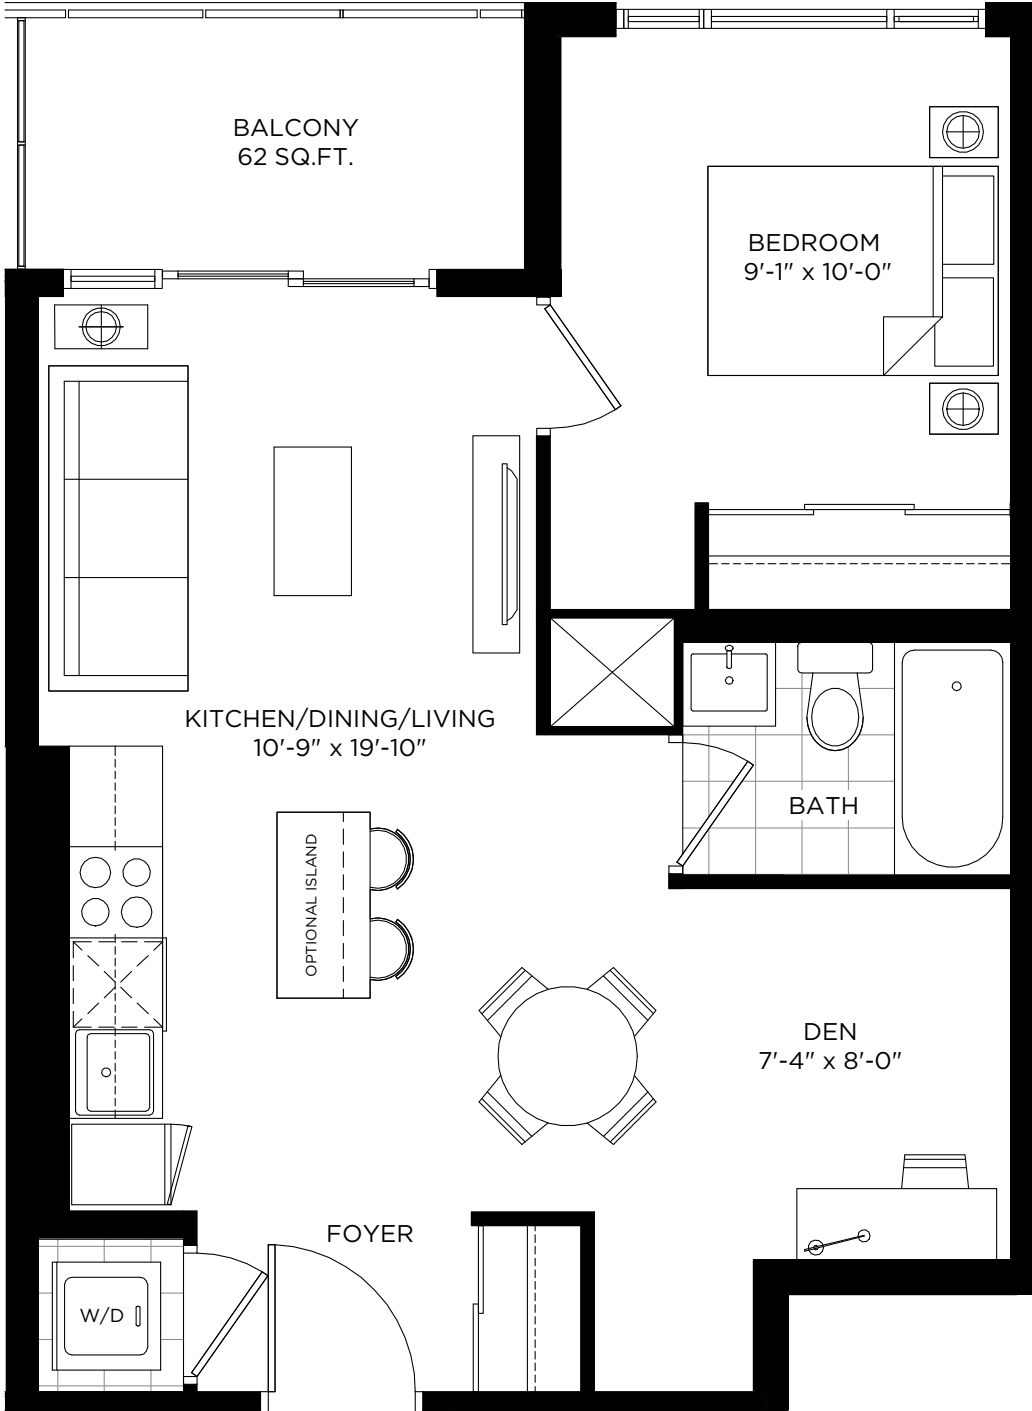 BALCONY
62 SQ.FT.
BEDROOM
9'-1" x 10'-0"
KITCHEN/DINING/LIVING
10'-9" x 19'-10"
BATH
OPTIONAL ISLAND
DEN
7'-4" x 8'-0"
FOYER
W/D